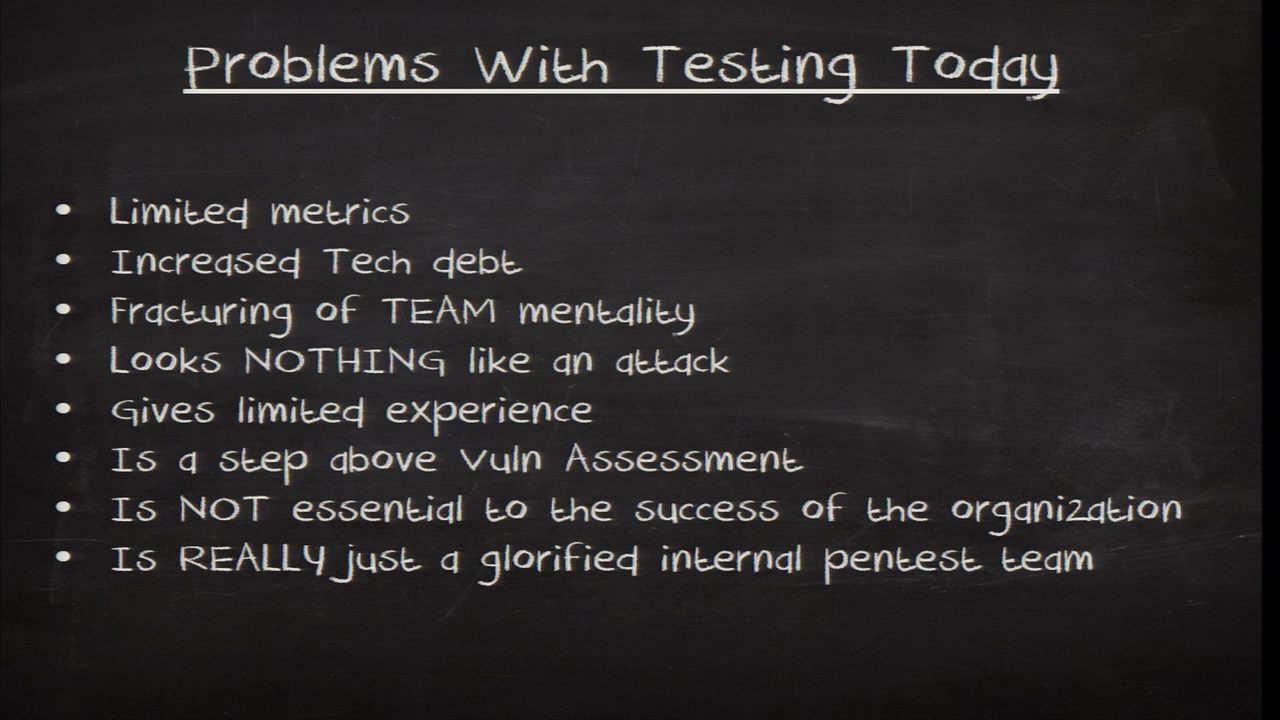 Problems With Testing Today
• Limited metrics
• Increased Tech debt
• Fracturing of TEAM mentality
• Looks NOTHING like an attack
• Gives limited experience
• Is a step above Vuln Assessment
• Is NOT essential to the success of the organization
• Is REALLY just a glorified internal pentest team